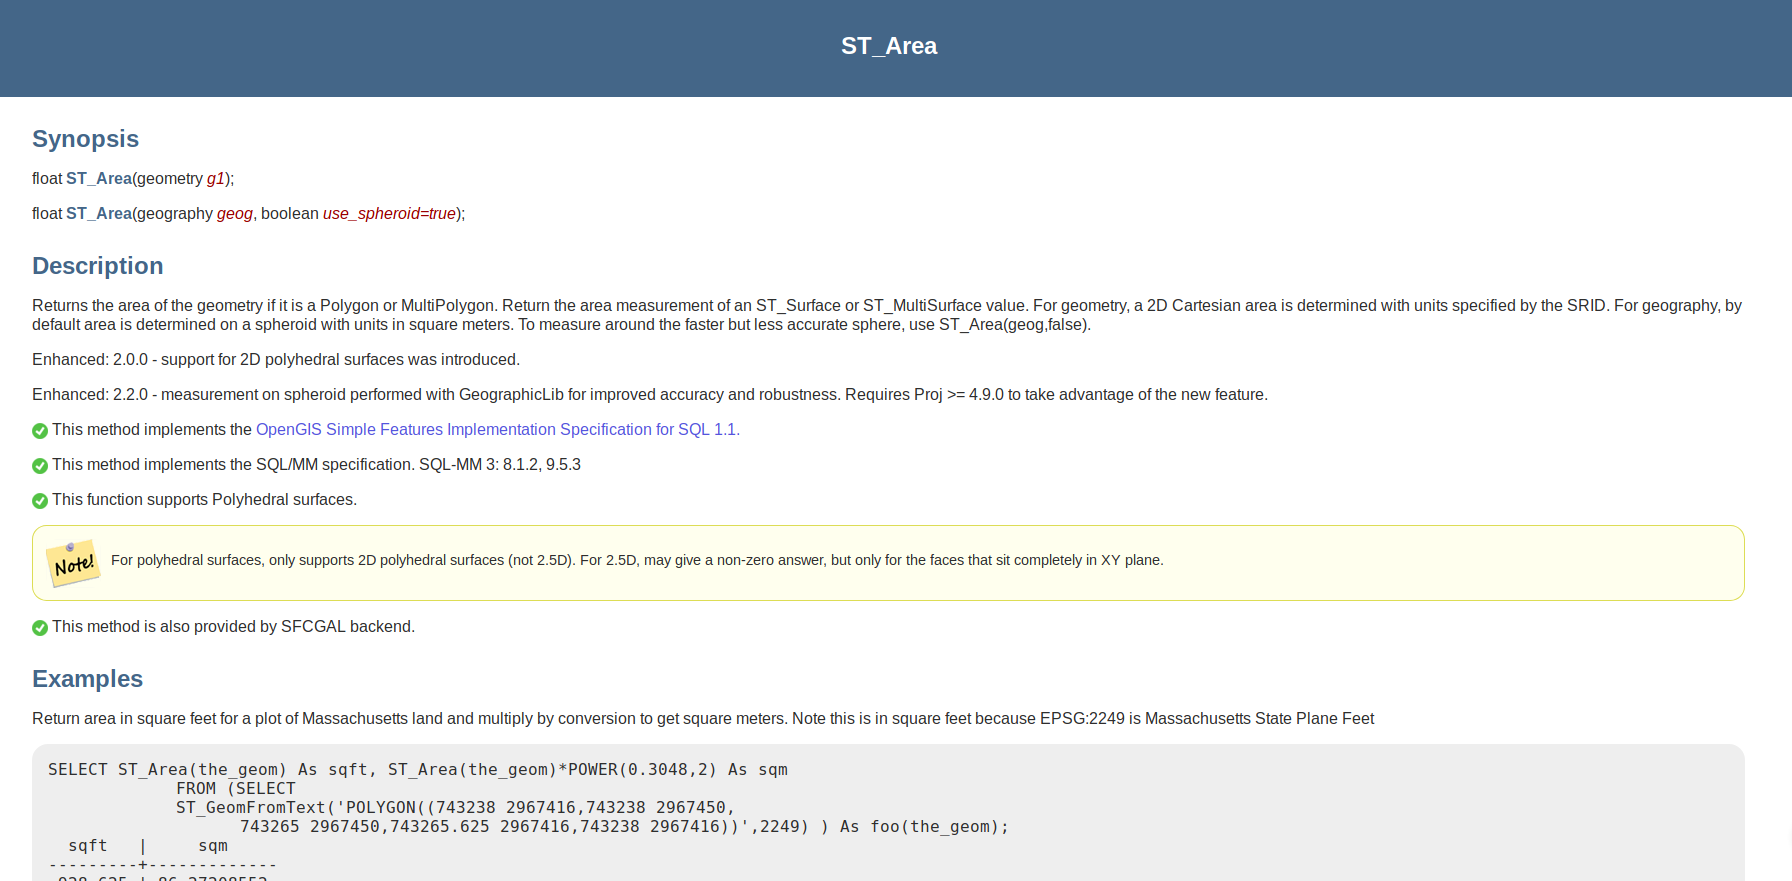 ST_Area
Synopsis
float ST_Area(geometry g1);
float ST_Area(geography geog, boolean use_spheroid=true);
Description
Returns the area of the geometry if it is a Polygon or MultiPolygon. Return the area measurement of an ST_Surface or ST_MultiSurface value. For geometry, a 2D Cartesian area is determined with units specified by the SRID. For geography, by
default area is determined on a spheroid with units in square meters. To measure around the faster but less accurate sphere, use ST_Area(geog,false).
Enhanced: 2.0.0 - support for 2D polyhedral surfaces was introduced.
Enhanced: 2.2.0 - measurement on spheroid performed with GeographicLib for improved accuracy and robustness. Requires Proj >= 4.9.0 to take advantage of the new feature.
This method implements the OpenGIS Simple Features Implementation Specification for SQL 1.1.
This method implements the SQL/MM specification. SQL-MM 3: 8.1.2, 9.5.3
This function supports Polyhedral surfaces.
Note!
For polyhedral surfaces, only supports 2D polyhedral surfaces (not 2.5D). For 2.5D, may give a non-zero answer, but only for the faces that sit completely in XY plane.
This method is also provided by SFCGAL backend.
Examples
Return area in square feet for a plot of Massachusetts land and multiply by conversion to get square meters. Note this is in square feet because EPSG:2249 is Massachusetts State Plane Feet
SELECT ST_Area(the_geom) As sqft, ST_Area(the_geom)*POWER(0.3048,2) As sqm
FROM (SELECT
ST_GeomFromText('POLYGON((743238 2967416,743238 2967450,
743265 2967450,743265.625 2967416,743238 2967416))',2249) ) As foo(the_geom);
sqft | sqm
---------+-------------